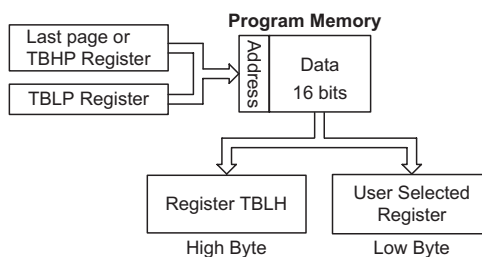 Program Memory
Last page or
TBHP Register
TBLP Register
Address
Data
16 bits
Register TBLH
High Byte
User Selected
Register
Low Byte